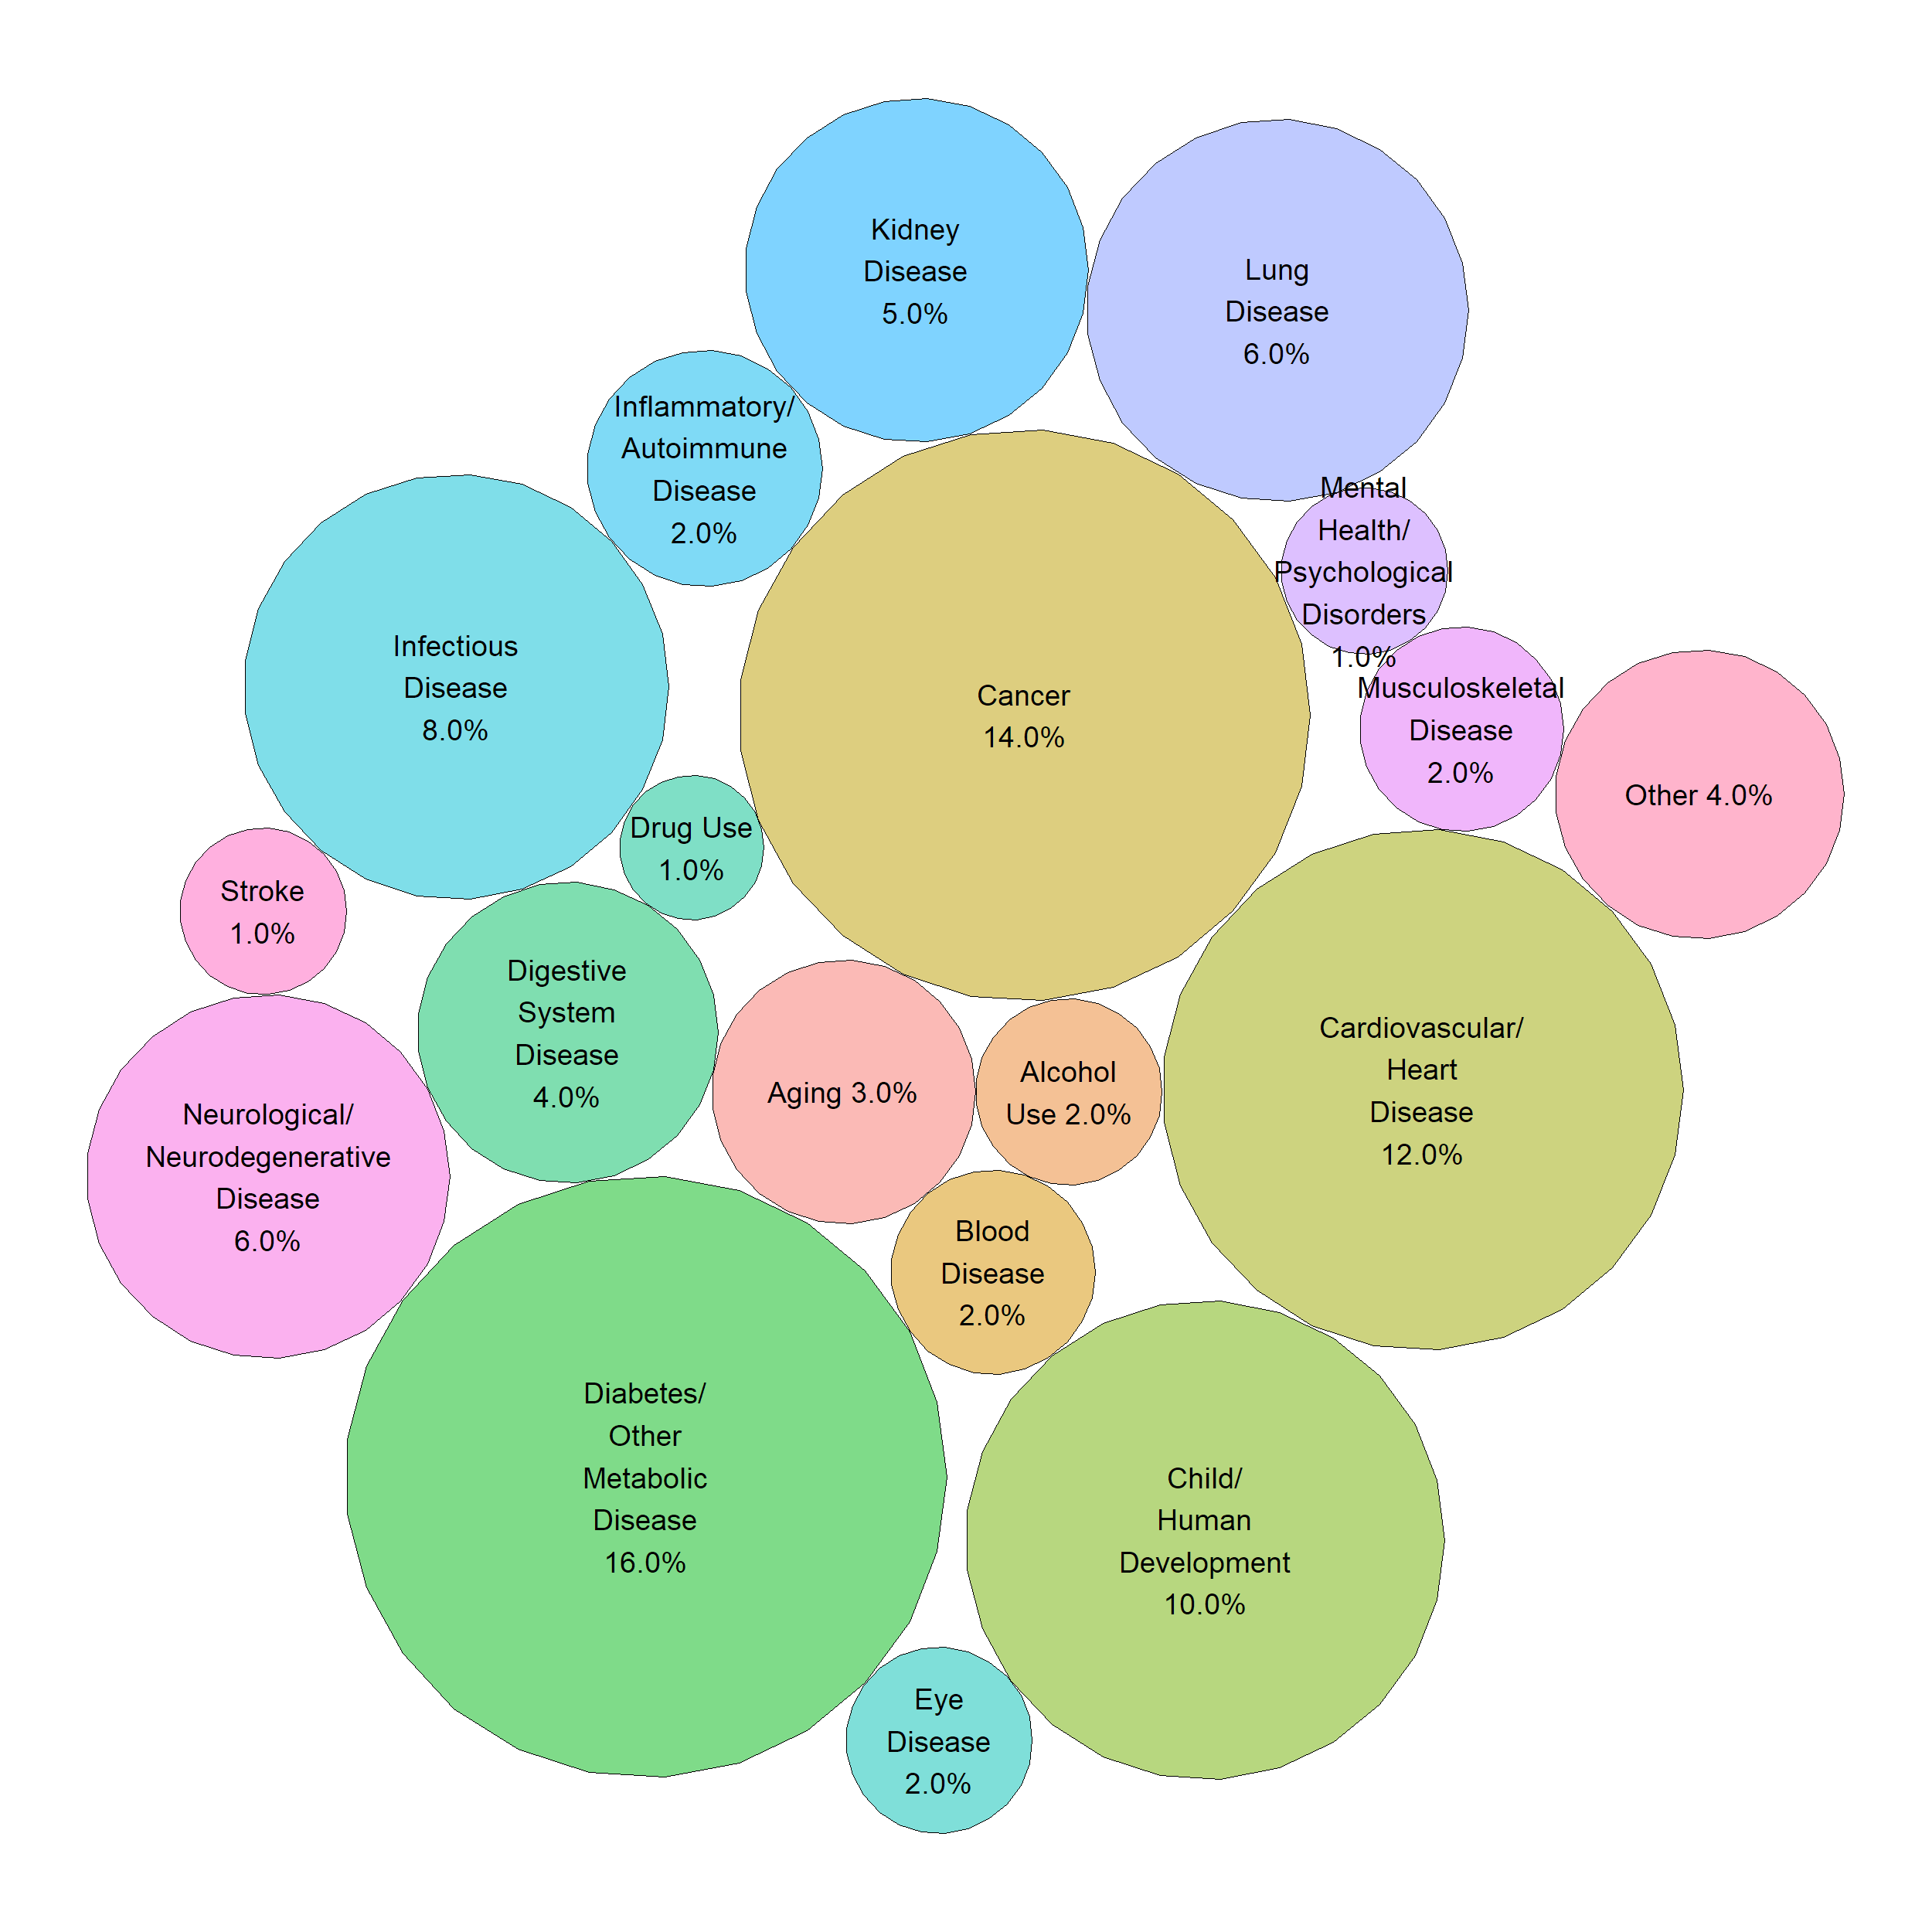 Kidney
Disease
5.0%
Lung
Disease
6.0%
Inflammatory/
Autoimmune
Disease
2.0%
Mental
Health/
Psychological
Disorders
1.0%
Infectious
Disease
8.0%
Cancer
14.0%
Musculoskeletal
Disease
2.0%
Other 4.0%
Drug Use
1.0%
Stroke
1.0%
Digestive
System
Disease
4.0%
Aging 3.0%
Alcohol
Use 2.0%
Cardiovascular/
Heart
Disease
12.0%
Neurological/
Neurodegenerative
Disease
6.0%
Blood
Disease
2.0%
Diabetes/
Other
Metabolic
Disease
16.0%
Child/
Human
Development
10.0%
Eye
Disease
2.0%